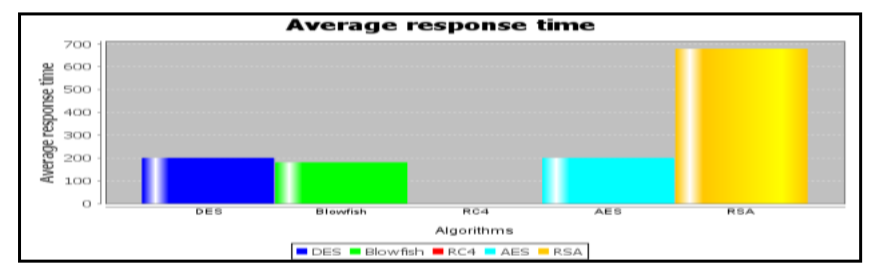 Average response time
Average response time
700
600
500
400
300
200
100
0
DES Blowfish RC4 AES RSA
Algorithms
DES Blowfish RC4 AES RSA